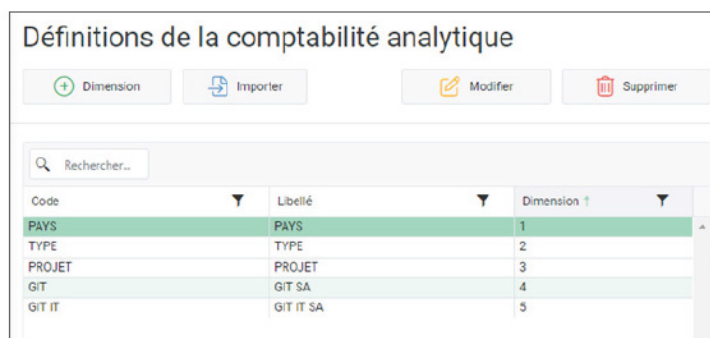 Définitions de la comptabilité analytique
Dimension Importer Modifier Supprimer
Rechercher...
Code Libellé Dimension ↑
PAYS PAYS 1
TYPE TYPE 2
PROJET PROJET 3
GIT GIT SA 4
GIT IT GIT IT SA 5